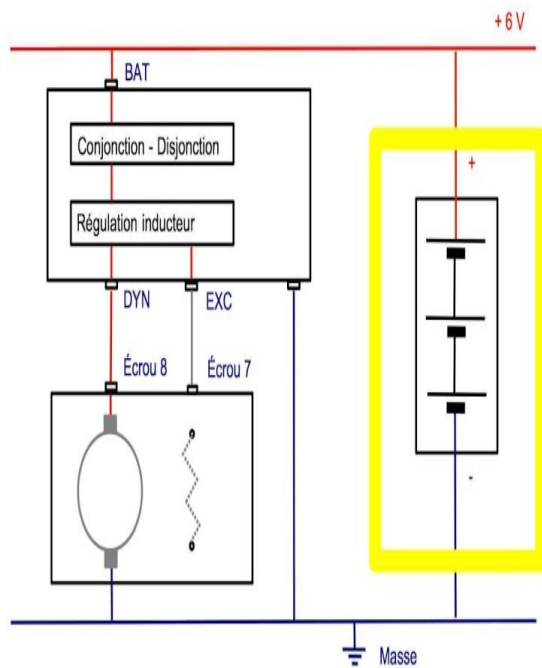 + 6 V
BAT
Conjonction - Disjonction
+
Régulation inducteur
DYN
EXC
Écrou 8
Écrou 7
-
Masse